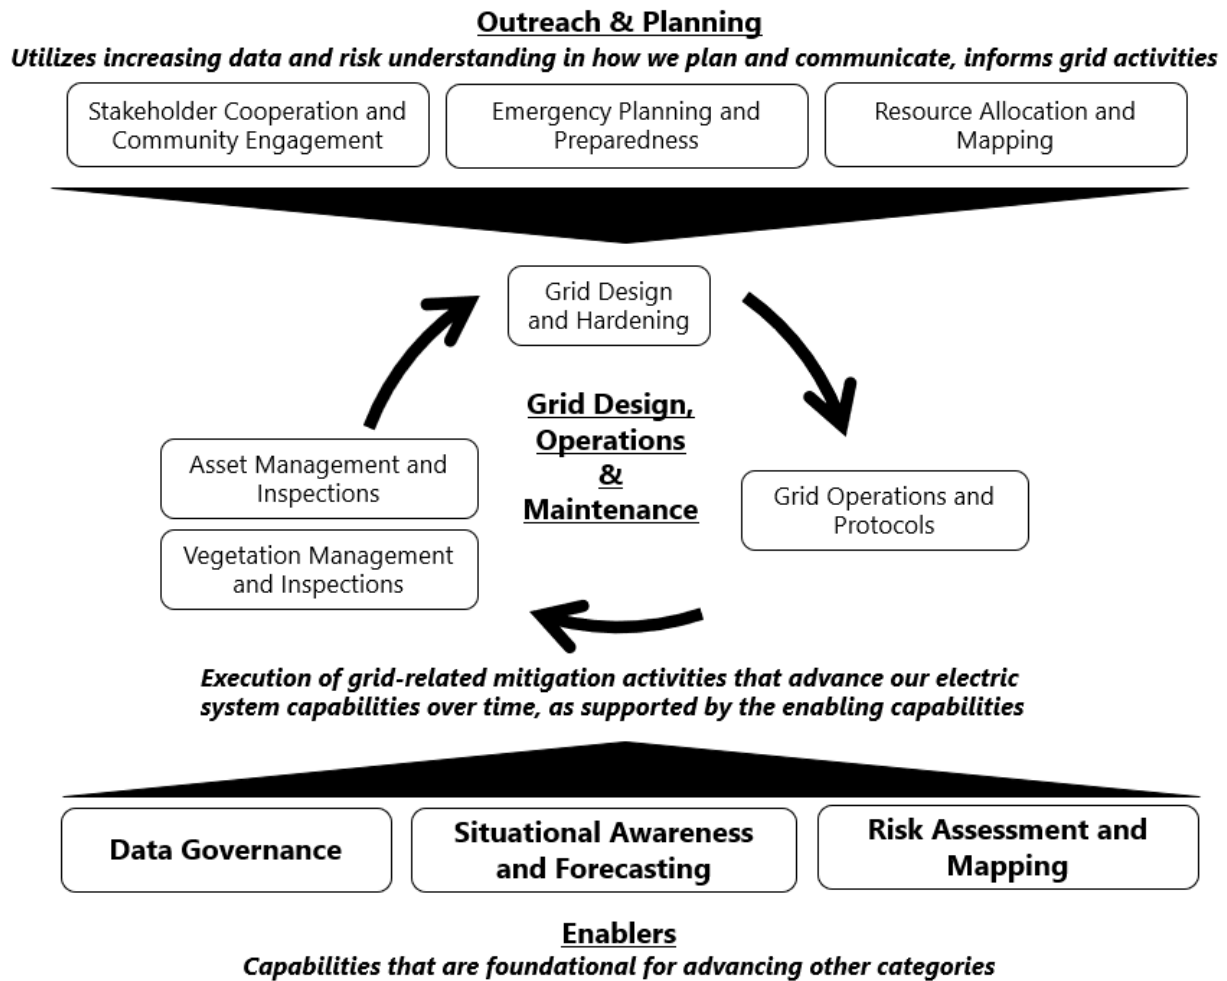 Outreach & Planning
Utilizes increasing data and risk understanding in how we plan and communicate, informs grid activities
Stakeholder Cooperation and
Community Engagement
Emergency Planning and
Preparedness
Resource Allocation and
Mapping
Grid Design
and Hardening
Grid Design,
Operations
&
Maintenance
Asset Management and
Inspections
Grid Operations and
Protocols
Vegetation Management
and Inspections
Execution of grid-related mitigation activities that advance our electric
system capabilities over time, as supported by the enabling capabilities
Data Governance
Situational Awareness
and Forecasting
Risk Assessment and
Mapping
Enablers
Capabilities that are foundational for advancing other categories